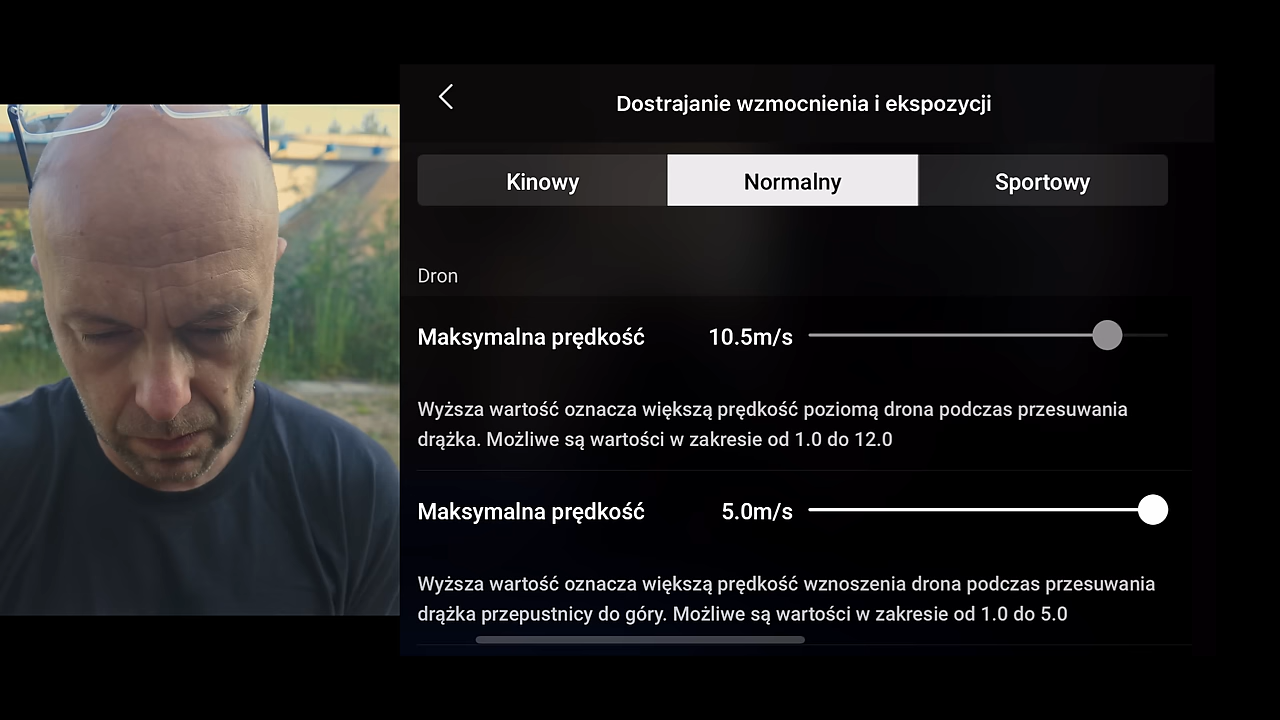 Dostrajanie wzmocnienia i ekspozycji
Kinowy
Normalny
Sportowy
Dron
Maksymalna prędkość 10.5m/s
Wyższa wartość oznacza większą prędkość poziomą drona podczas przesuwania
drążka. Możliwe są wartości w zakresie od 1.0 do 12.0
Maksymalna prędkość 5.0m/s
Wyższa wartość oznacza większą prędkość wznoszenia drona podczas przesuwania
drążka przepustnicy do góry. Możliwe są wartości w zakresie od 1.0 do 5.0